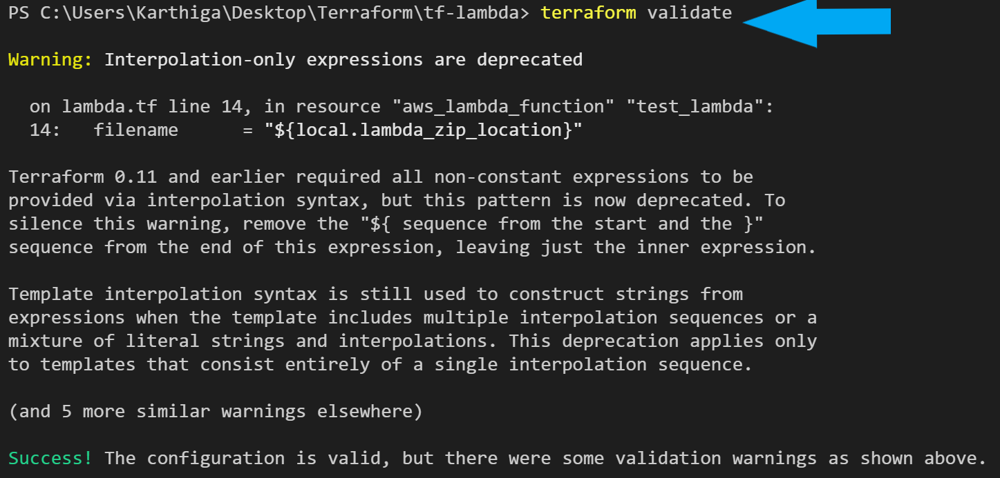 PS C:\Users\Karthiga\Desktop\Terraform\tf-lambda> terraform validate
Warning: Interpolation-only expressions are deprecated
on lambda.tf line 14, in resource "aws_lambda_function" "test_lambda":
14:   filename      = "${local.lambda_zip_location}"
Terraform 0.11 and earlier required all non-constant expressions to be
provided via interpolation syntax, but this pattern is now deprecated. To
silence this warning, remove the "${ sequence from the start and the }"
sequence from the end of this expression, leaving just the inner expression.
Template interpolation syntax is still used to construct strings from
expressions when the template includes multiple interpolation sequences or a
mixture of literal strings and interpolations. This deprecation applies only
to templates that consist entirely of a single interpolation sequence.
(and 5 more similar warnings elsewhere)
Success! The configuration is valid, but there were some validation warnings as shown above.